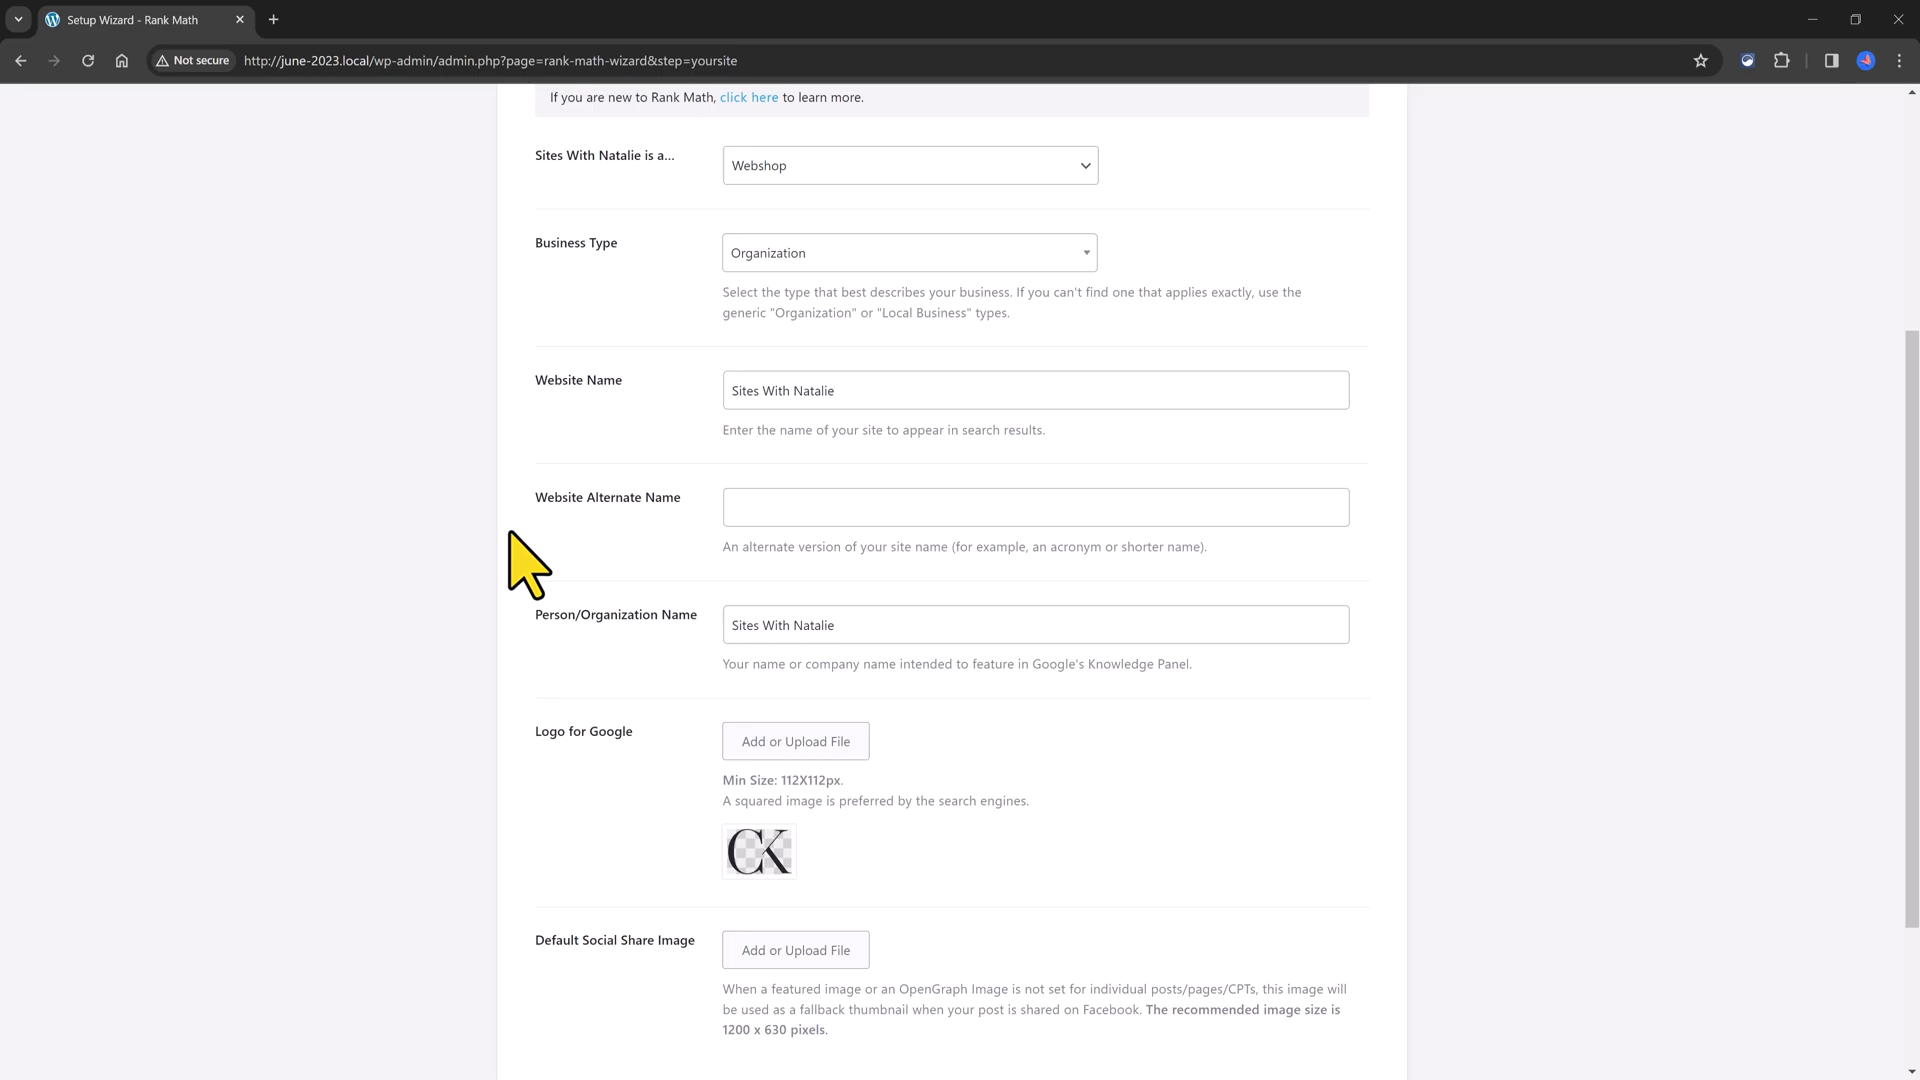 Setup Wizard - Rank Math
Not secure
http://june-2023.local/wp-admin/admin.php?page=rank-math-wizard&step=yoursite
If you are new to Rank Math, click here to learn more.
Sites With Natalie is a...
Webshop
Business Type
Organization
Select the type that best describes your business. If you can't find one that applies exactly, use the
generic "Organization" or "Local Business" types.
Website Name
Sites With Natalie
Enter the name of your site to appear in search results.
Website Alternate Name
An alternate version of your site name (for example, an acronym or shorter name).
Person/Organization Name
Sites With Natalie
Your name or company name intended to feature in Google's Knowledge Panel.
Logo for Google
Add or Upload File
Min Size: 112X112px.
A squared image is preferred by the search engines.
CK
Default Social Share Image
Add or Upload File
When a featured image or an OpenGraph Image is not set for individual posts/pages/CPTs, this image will
be used as a fallback thumbnail when your post is shared on Facebook. The recommended image size is
1200 x 630 pixels.